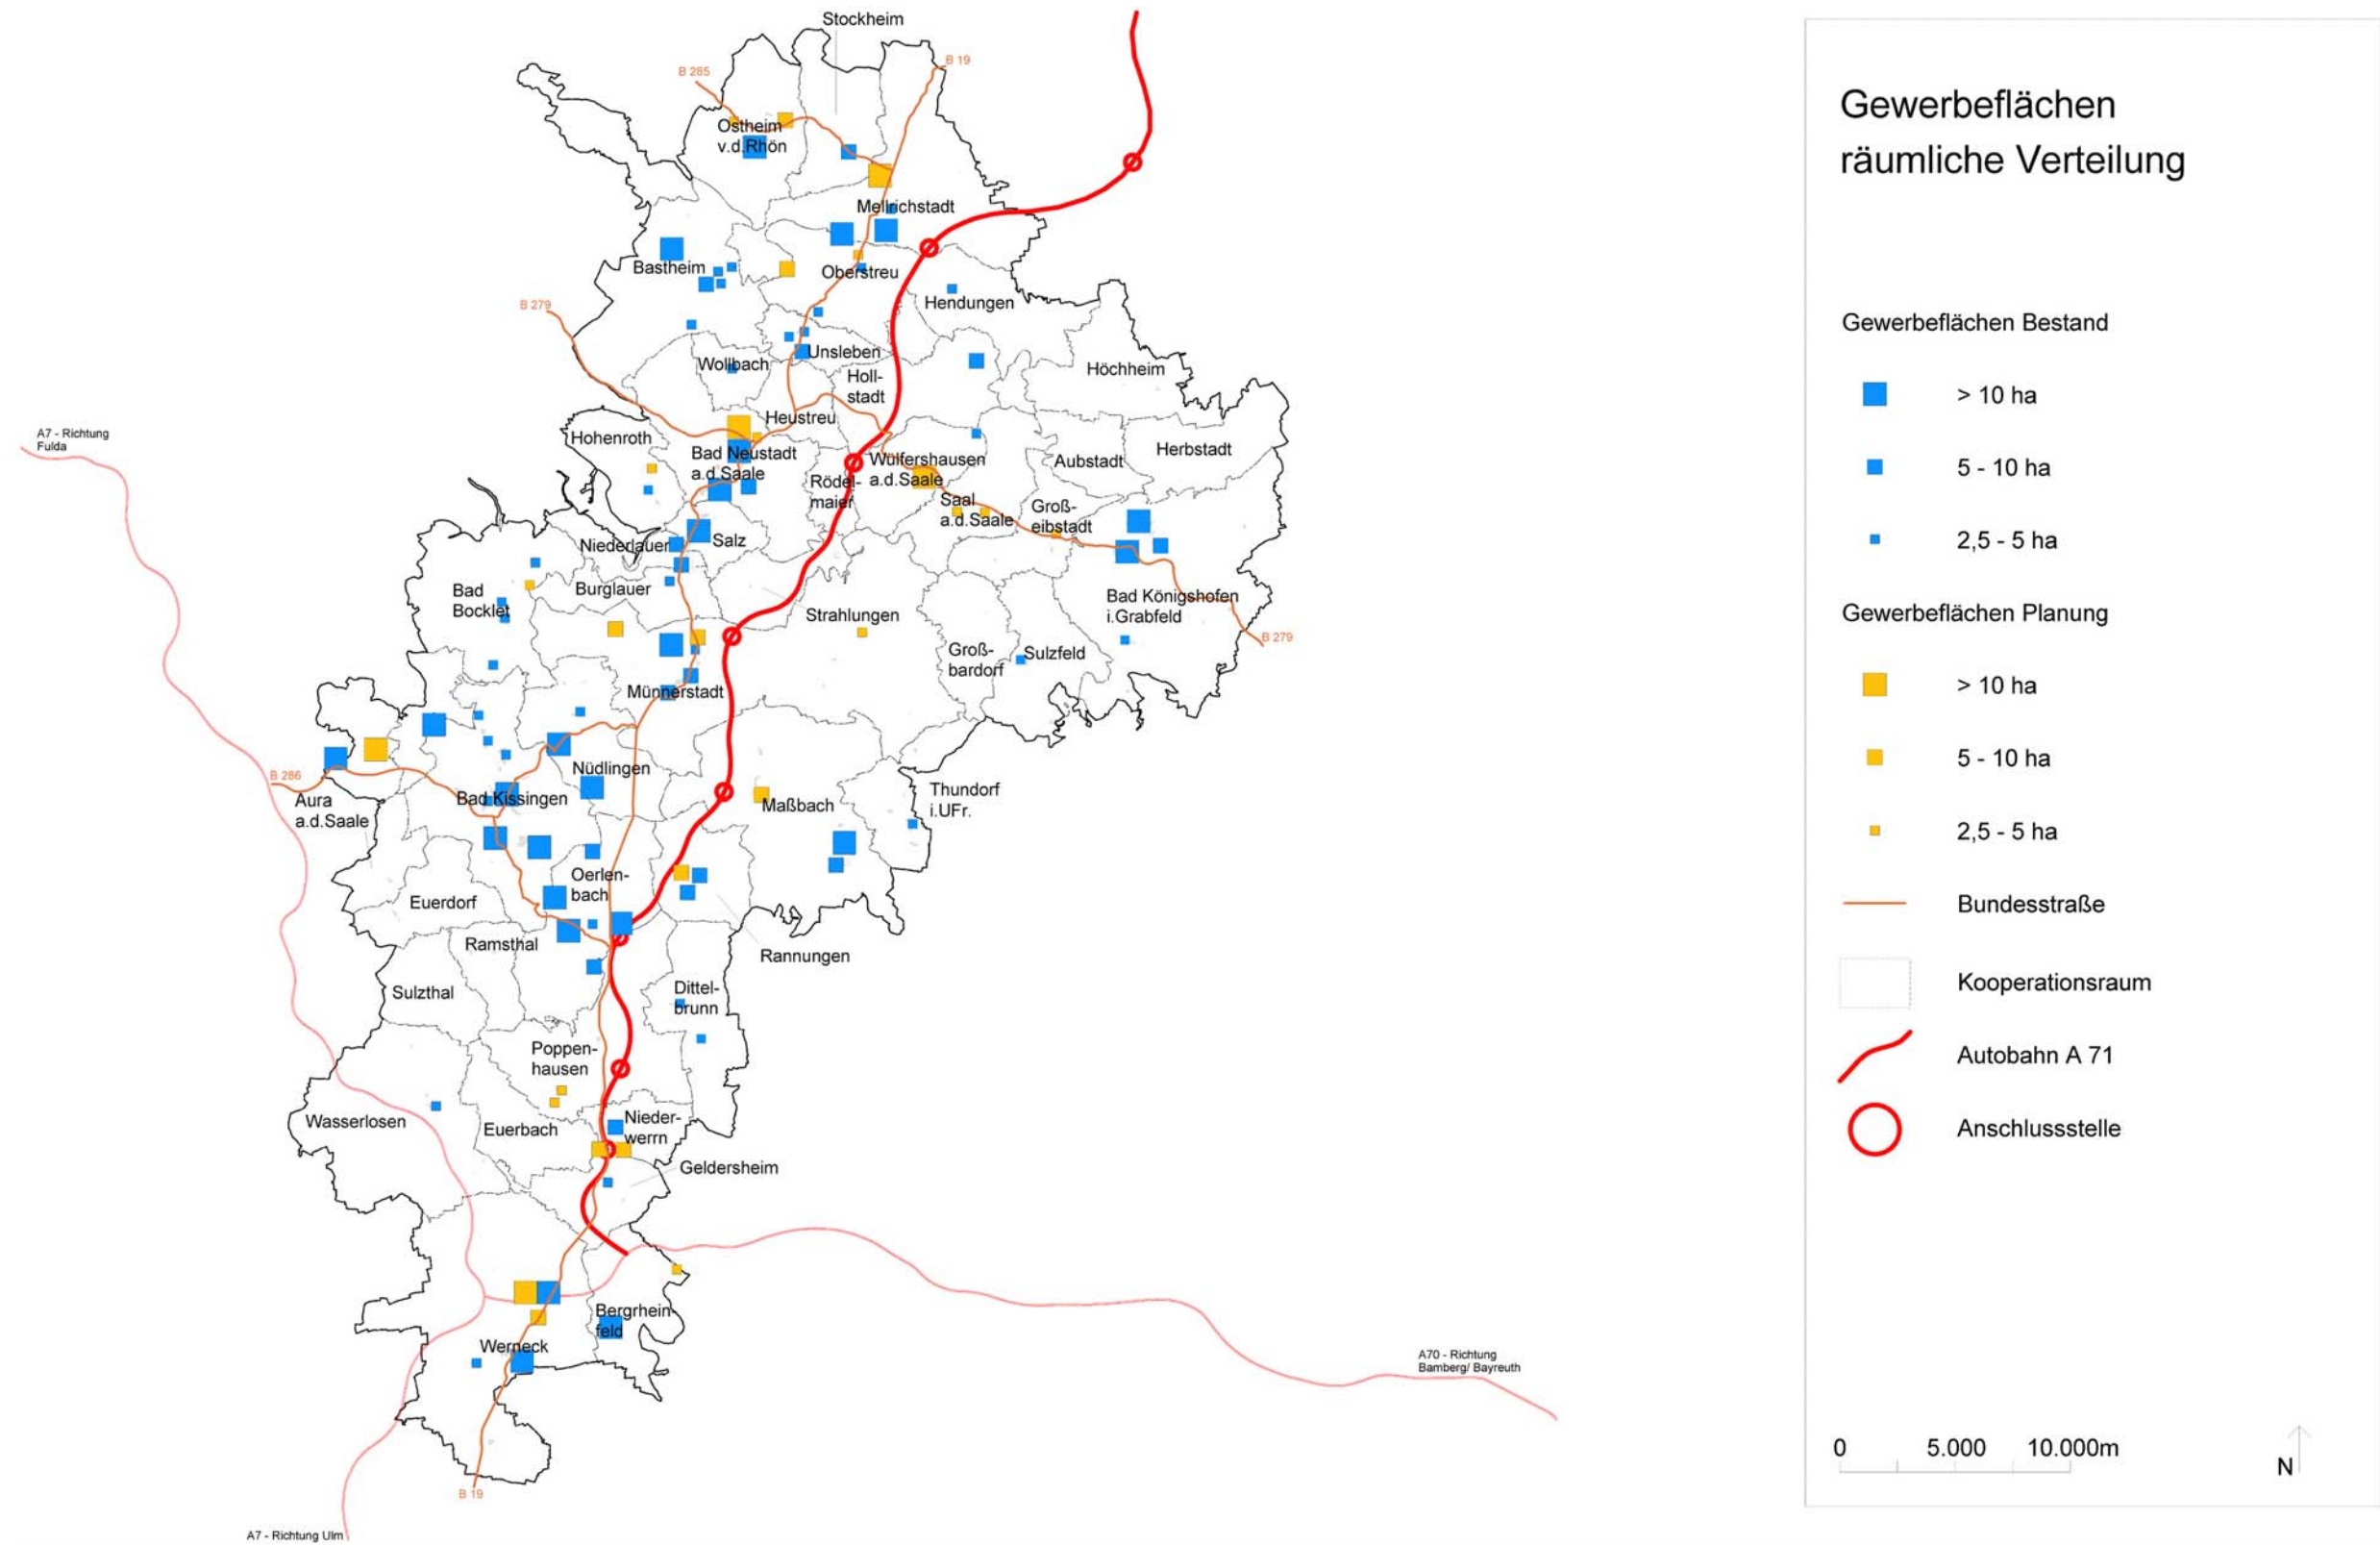 Stockheim
B 19
B 285
Ostheim
v.d.Rhön
Mellrichstadt
Bastheim
Oberstreu
Hendungen
B 279
Unsleben
Wollbach
Höchheim
Holl-
stadt
Heustreu
A7 - Richtung
Fulda
Hohenroth
Bad Neustadt
a.d.Saale
Wülfershausen
a.d.Saale
Aubstadt
Herbstadt
Rödel-
maier
Saal
a.d.Saale
Groß-
eibstadt
Niederlauer
Salz
Bad
Bocklet
Burglauer
Bad Königshofen
i.Grabfeld
Strahlungen
B 279
Groß-
bardorf
Sulzfeld
Münnerstadt
B 286
Nüdlingen
Aura
a.d.Saale
Bad Kissingen
Maßbach
Thundorf
i.UFr.
Oerlen-
bach
Euerdorf
Ramsthal
Rannungen
Sulzthal
Dittel-
brunn
Poppen-
hausen
Wasserlosen
Euerbach
Nieder-
werrn
Geldersheim
Bergrhein-
feld
Werneck
A70 - Richtung
Bamberg/ Bayreuth
B 19
A7 - Richtung Ulm
Gewerbeflächen
räumliche Verteilung
Gewerbeflächen Bestand
> 10 ha
5 - 10 ha
2,5 - 5 ha
Gewerbeflächen Planung
> 10 ha
5 - 10 ha
2,5 - 5 ha
Bundesstraße
Kooperationsraum
Autobahn A 71
Anschlussstelle
0 5.000 10.000m
N